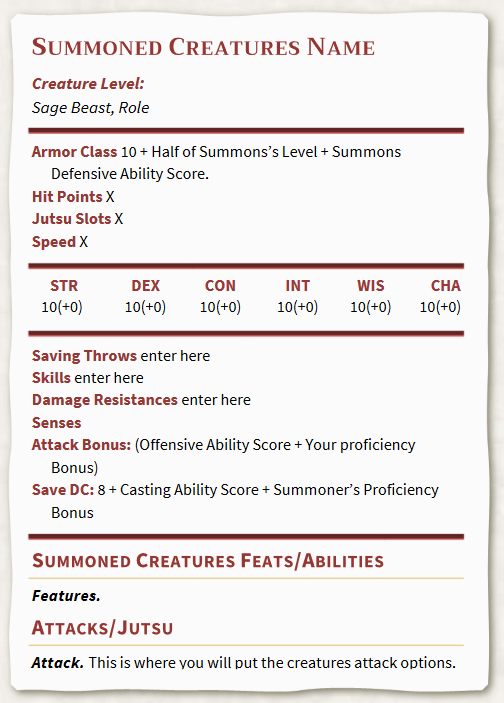 Summoned Creatures Name
Creature Level:
Sage Beast, Role
Armor Class 10 + Half of Summons's Level + Summons
Defensive Ability Score.
Hit Points X
Jutsu Slots X
Speed X
STR DEX CON INT WIS CHA
10(+0) 10(+0) 10(+0) 10(+0) 10(+0) 10(+0)
Saving Throws enter here
Skills enter here
Damage Resistances enter here
Senses
Attack Bonus: (Offensive Ability Score + Your proficiency
Bonus)
Save DC: 8 + Casting Ability Score + Summoner's Proficiency
Bonus
Summoned Creatures Feats/Abilities
Features.
Attacks/Jutsu
Attack. This is where you will put the creatures attack options.